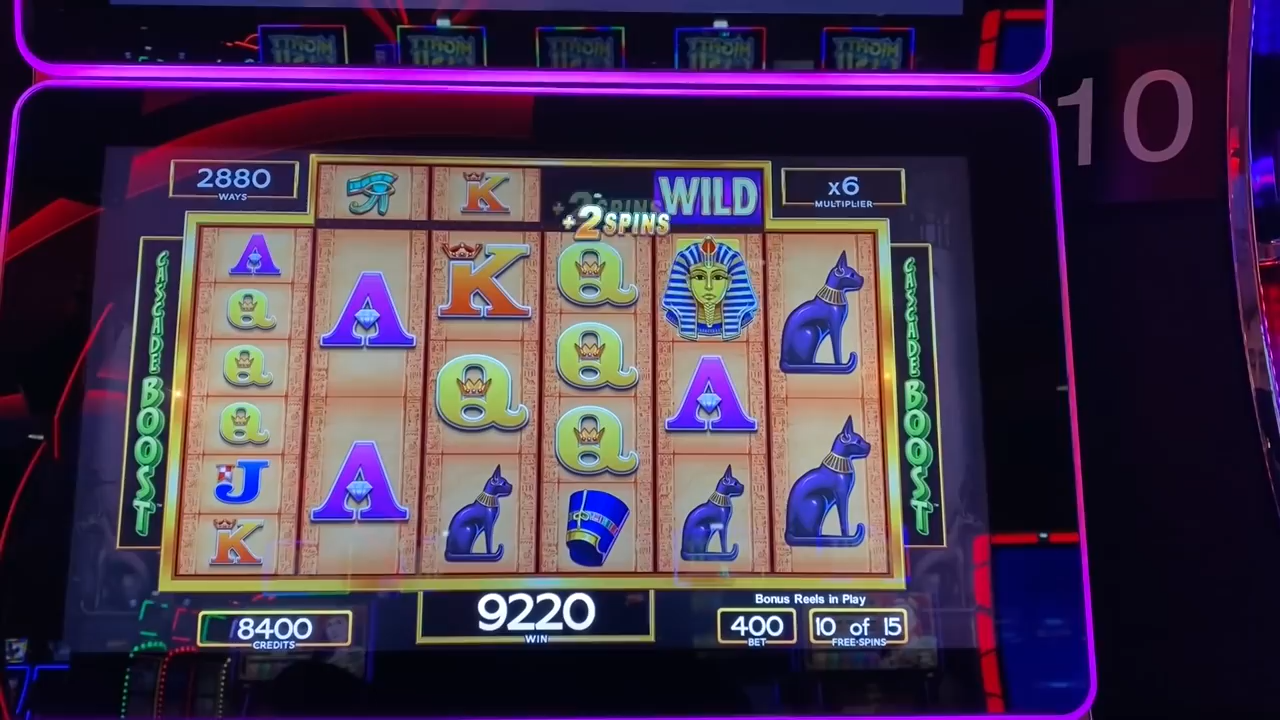 10
2880
WAYS
K
WILD
x6
MULTIPLIER
+2 SPINS
CASCADE BOOST
A
Q
Q
Q
J
K
A
A
K
Q
Q
Q
Q
A
CASCADE BOOST
8400
CREDITS
9220
WIN
Bonus Reels in Play
400
BET
10 of 15
FREE SPINS